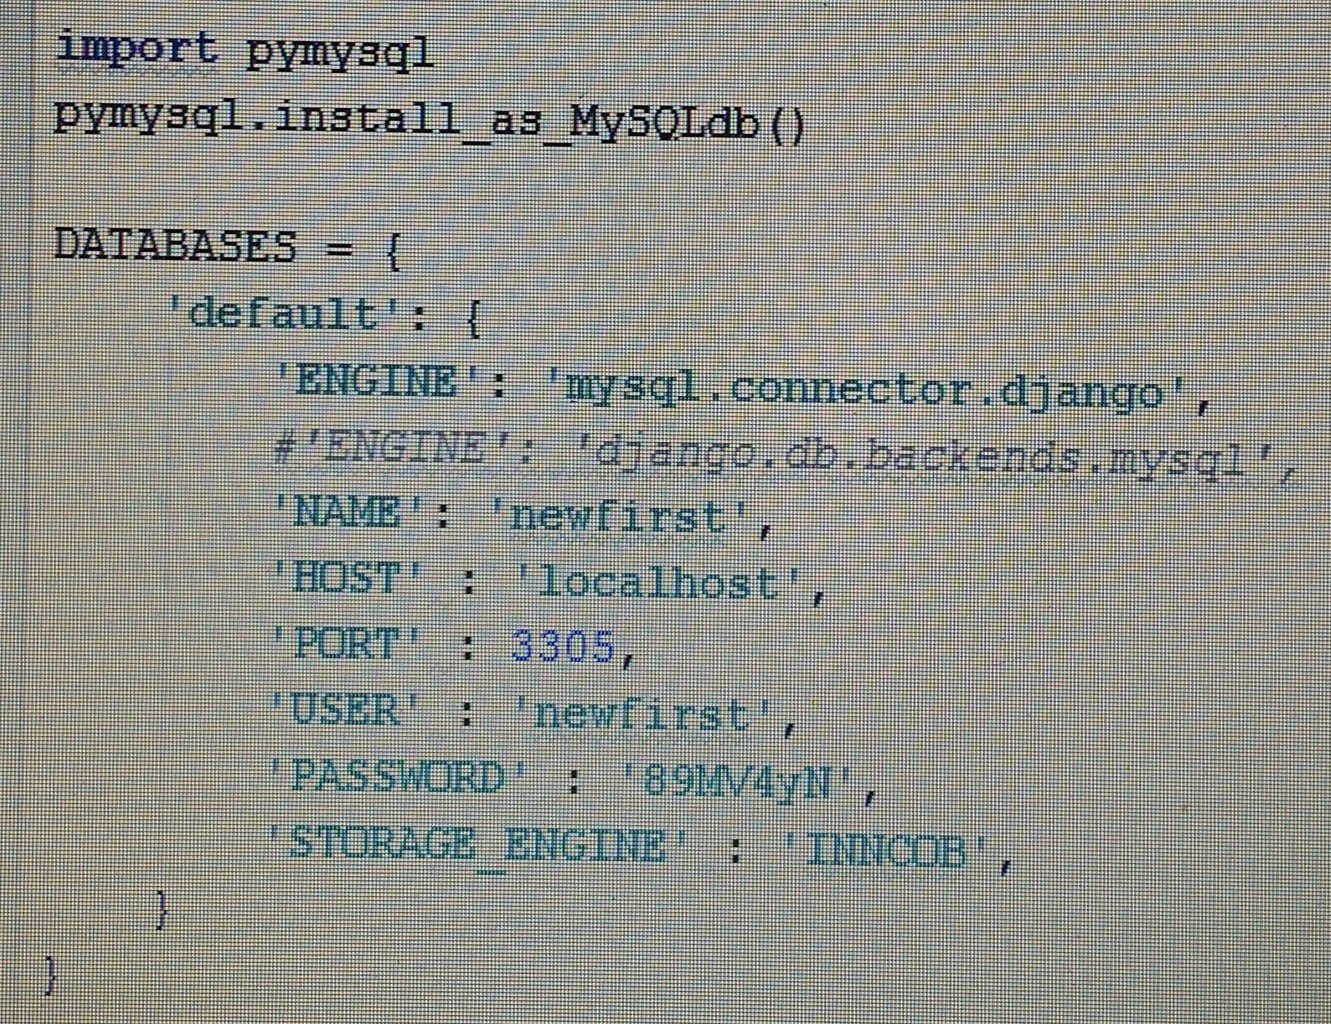 import pymysql
pymysql.install_as_MySQLdb()
DATABASES = {
'default': {
'ENGINE': 'mysql.connector.django',
#'ENGINE': 'django.db.backends.mysql',
'NAME': 'newfirst',
'HOST' : 'localhost',
'PORT' : 3305,
'USER' : 'newfirst',
'PASSWORD' : '89MV4yN',
'STORAGE_ENGINE' : 'INNCOB',
}
}